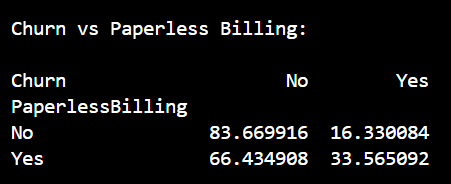 Churn vs Paperless Billing:
Churn No Yes
PaperlessBilling
No 83.669916 16.330084
Yes 66.434908 33.565092